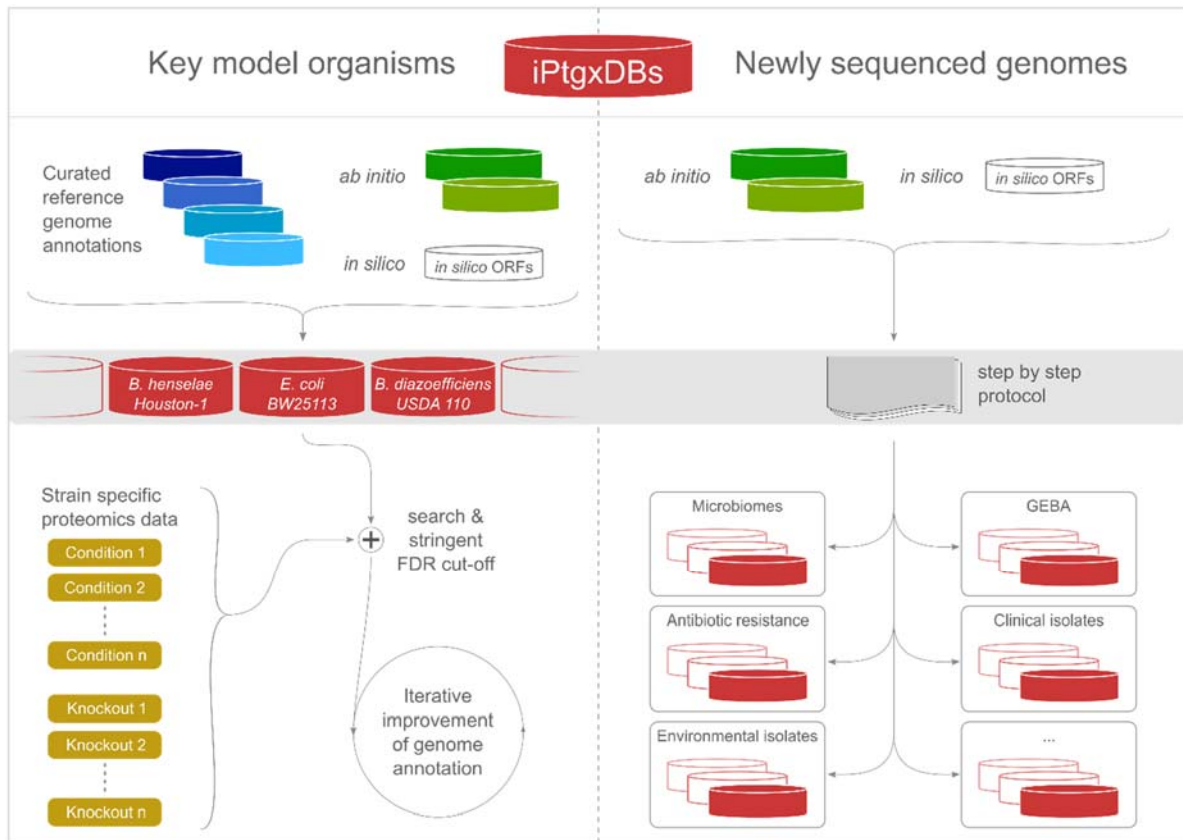 Key model organisms
iPtgxDBs
Newly sequenced genomes
Curated
reference
genome
annotations
ab initio
in silico
in silico ORFs
ab initio
in silico
in silico ORFs
B. henselae
Houston-1
E. coli
BW25113
B. diazoefficiens
USDA 110
step by step
protocol
Strain specific
proteomics data
Condition 1
Condition 2
Condition n
Knockout 1
Knockout 2
Knockout n
+
search &
stringent
FDR cut-off
Iterative
improvement
of genome
annotation
Microbiomes
GEBA
Antibiotic resistance
Clinical isolates
Environmental isolates
...